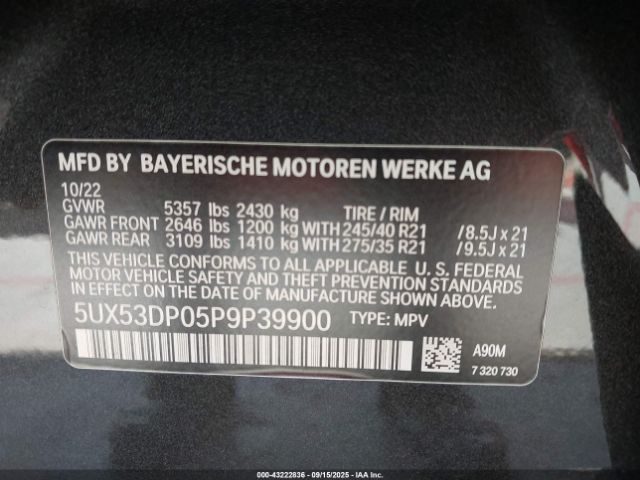 MFD BY BAYERISCHE MOTOREN WERKE AG
10/22
GVWR 5357 lbs 2430 kg TIRE / RIM
GAWR FRONT 2646 lbs 1200 kg WITH 245/40 R21 /8.5J x 21
GAWR REAR 3109 lbs 1410 kg WITH 275/35 R21 /9.5J x 21
THIS VEHICLE CONFORMS TO ALL APPLICABLE U. S. FEDERAL
MOTOR VEHICLE SAFETY AND THEFT PREVENTION STANDARDS
IN EFFECT ON THE DATE OF MANUFACTURE SHOWN ABOVE.
5UX53DP05P9P39900 TYPE: MPV
A90M
7 320 730
000-43222636 - 09/15/2025 - IAAI.COM